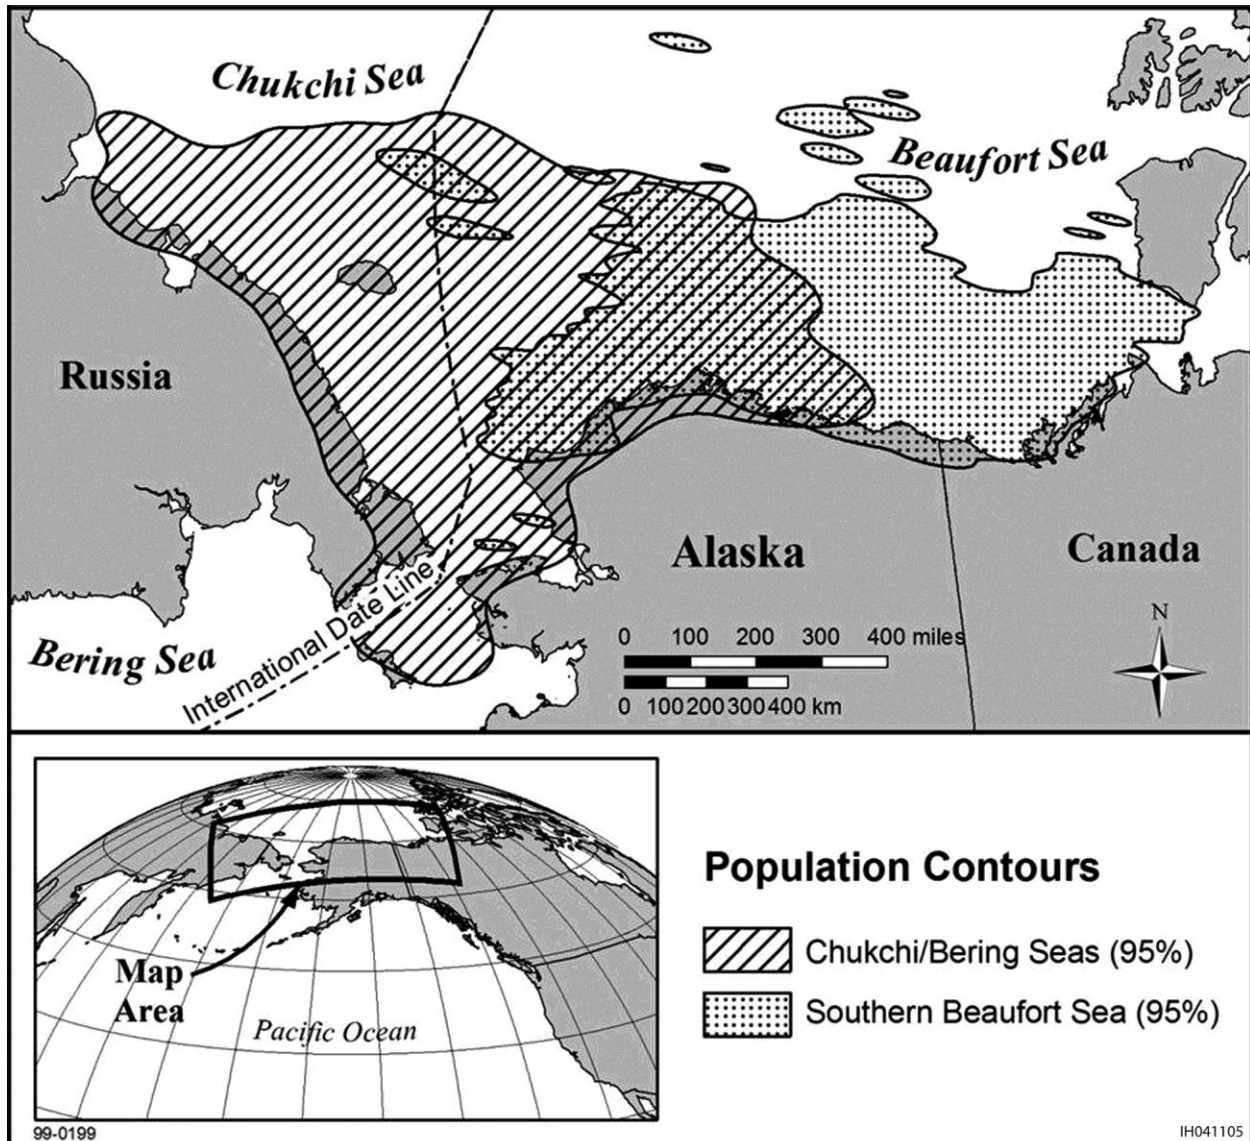 Chukchi Sea
Beaufort Sea
Russia
Alaska
Canada
Bering Sea
International Date Line
0 100 200 300 400 miles
0 100 200 300 400 km
N
Map
Area
Pacific Ocean
Population Contours
Chukchi/Bering Seas (95%)
Southern Beaufort Sea (95%)
99-0199
IH041105